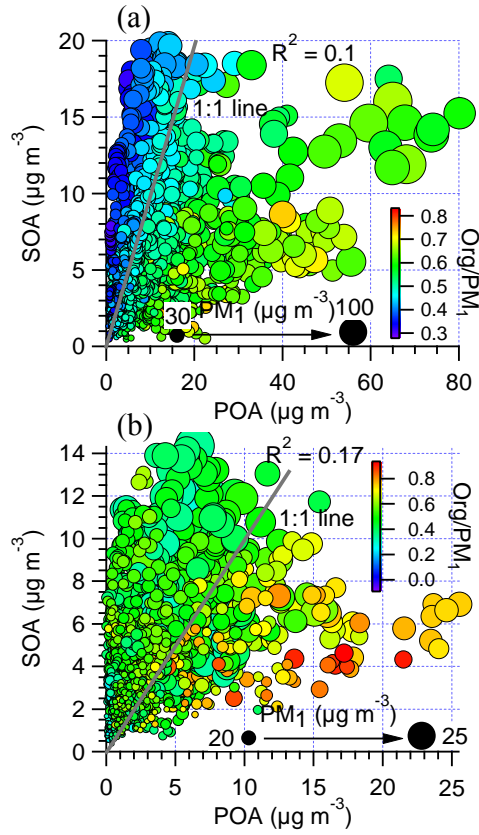 (a)
R² = 0.1
1:1 line
SOA (µg m⁻³)
20
15
10
5
0
Org/PM₁
0.8
0.7
0.6
0.5
0.4
0.3
30 PM₁ (µg m⁻³) 100
0 20 40 60 80
POA (µg m⁻³)
(b)
R² = 0.17
1:1 line
SOA (µg m⁻³)
14
12
10
8
6
4
2
0
Org/PM₁
0.8
0.4
0.0
PM₁ (µg m⁻³)
20 25
0 5 10 15 20 25
POA (µg m⁻³)